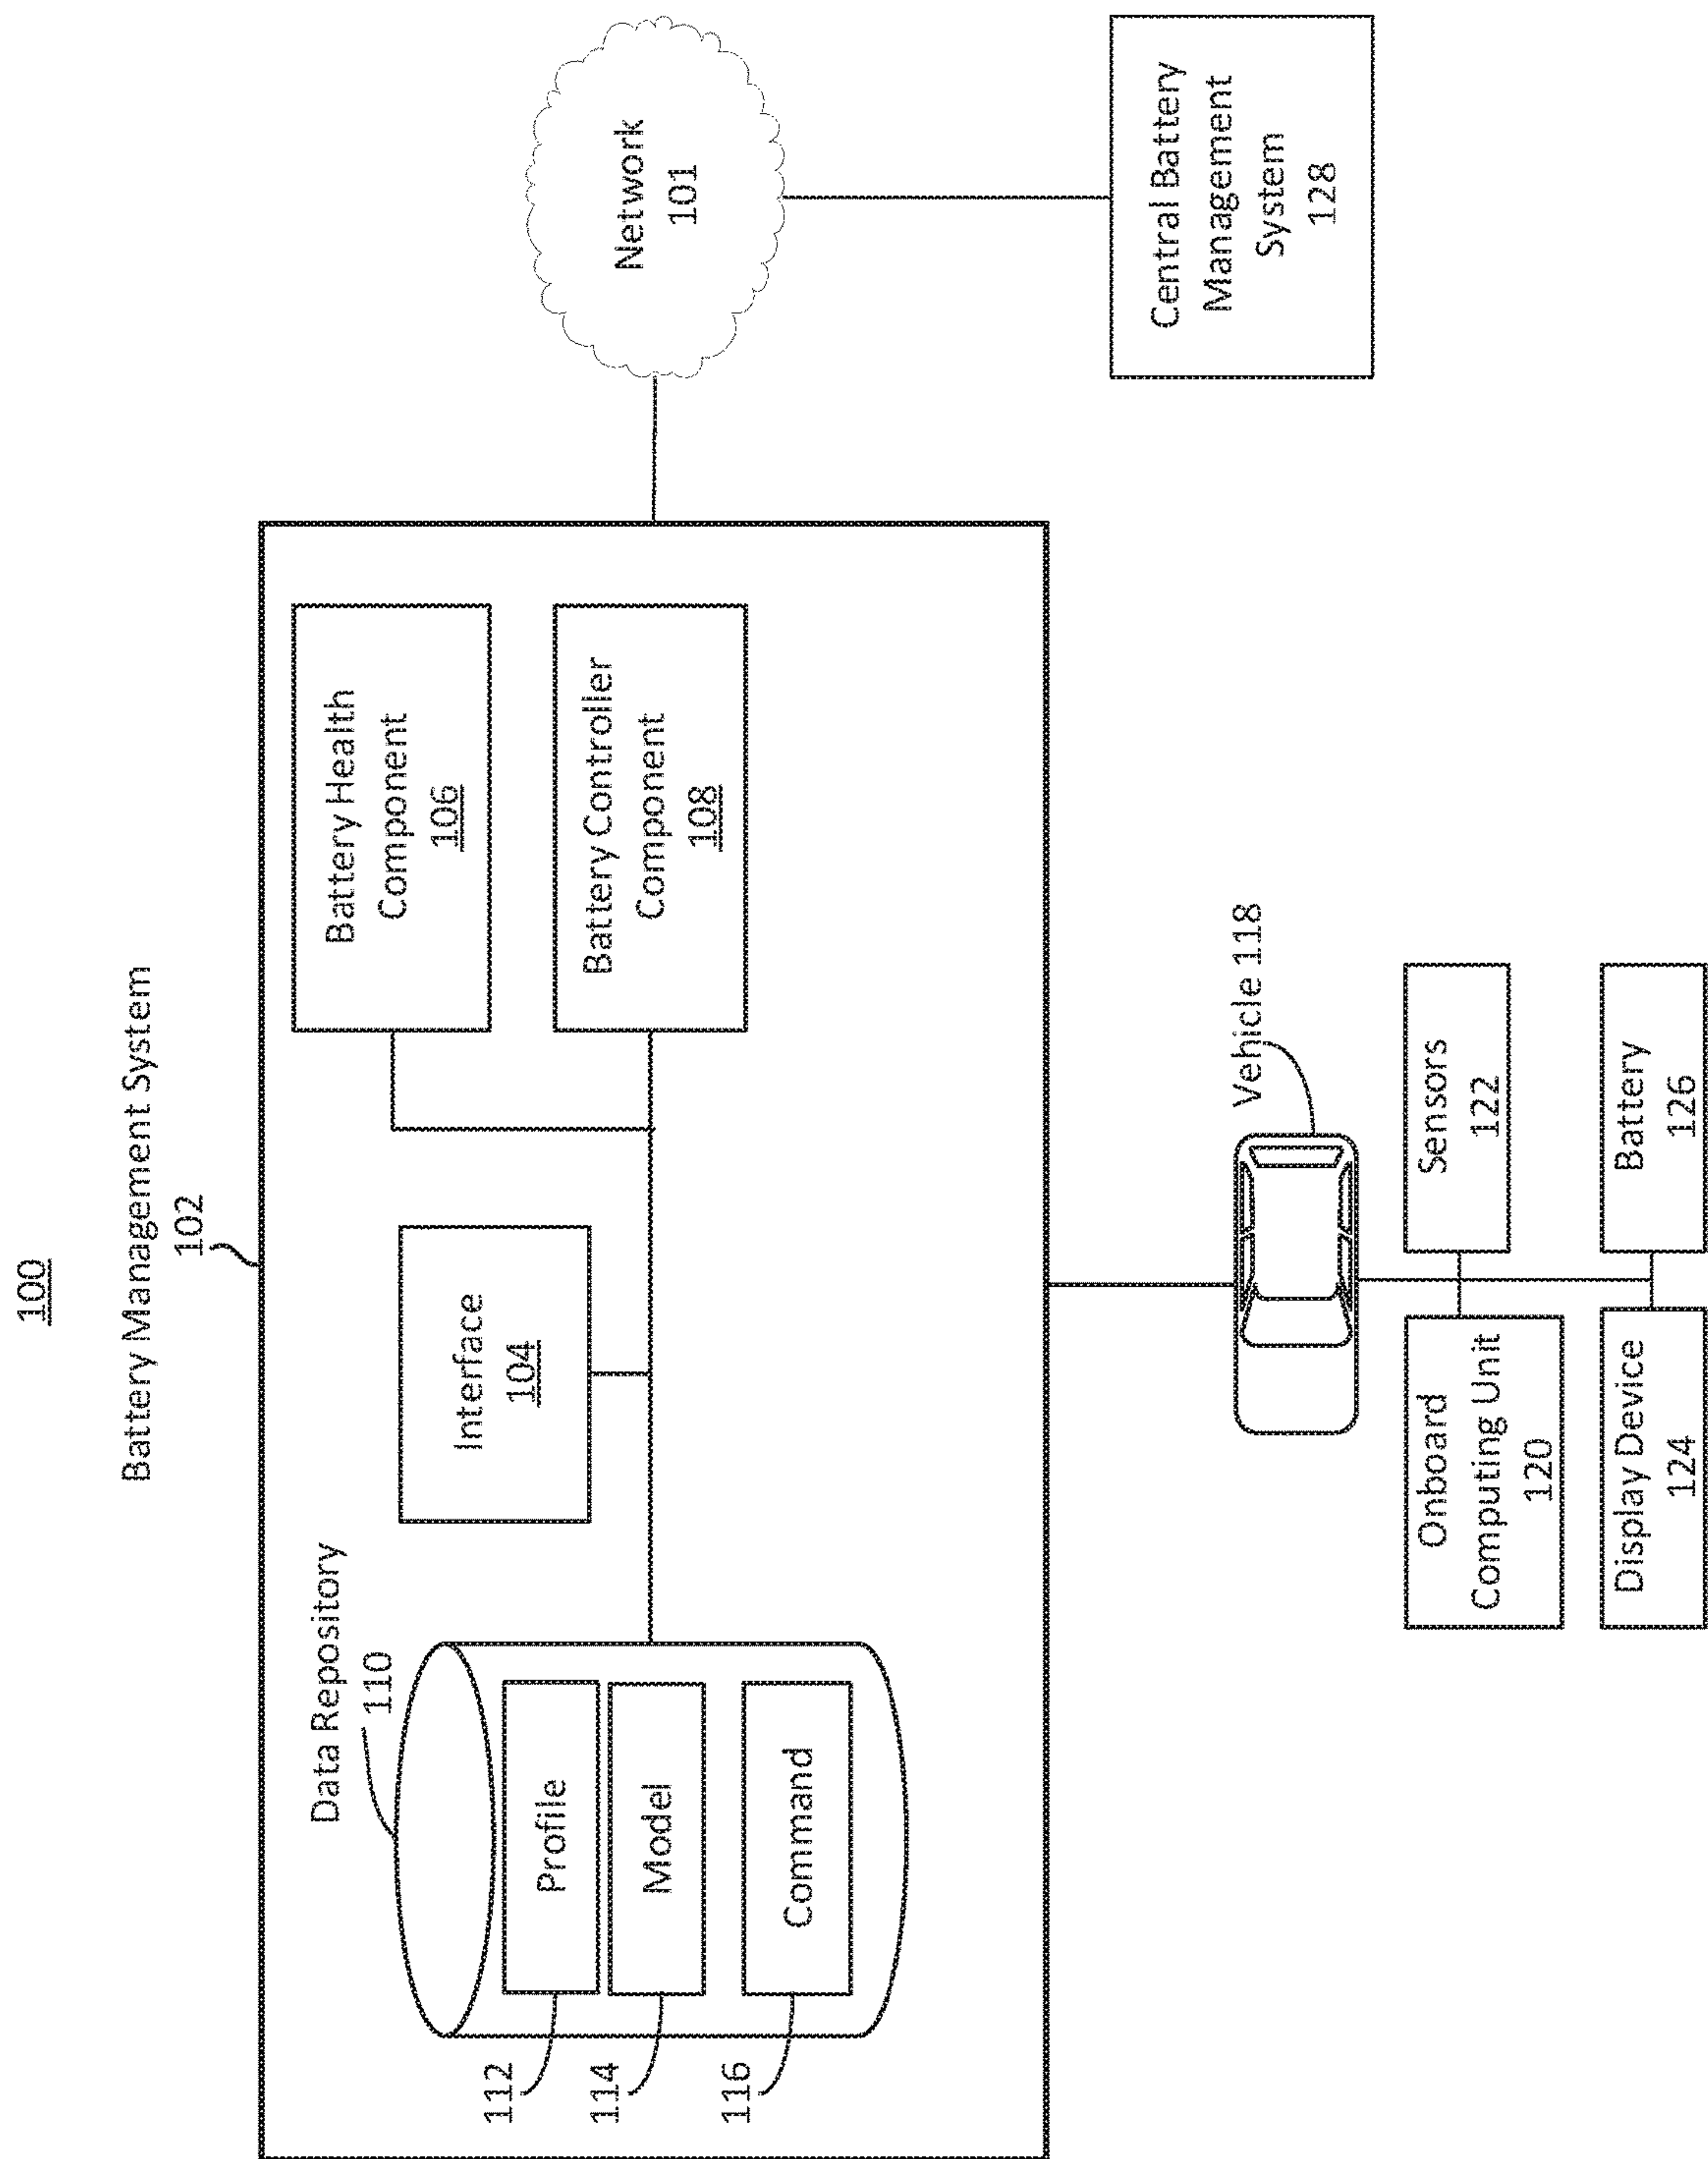 100
Battery Management System
102
Data Repository
110
Profile
Model
Command
112
114
116
Interface
104
Battery Health
Component
106
Battery Controller
Component
108
Network
101
Central Battery
Management
System
128
Vehicle 118
Onboard
Computing Unit
120
Sensors
122
Display Device
124
Battery
126